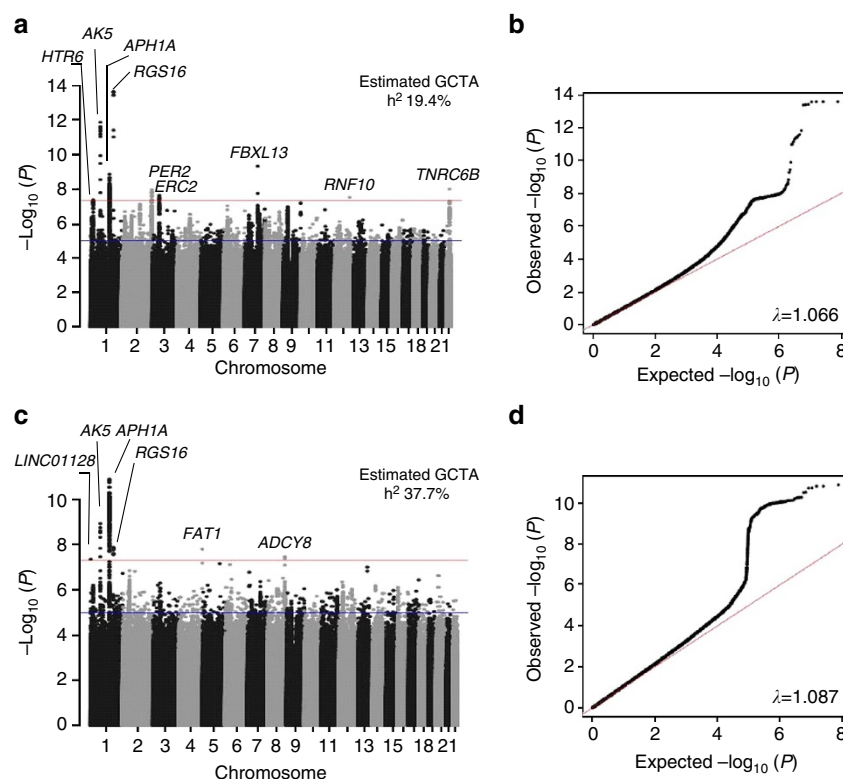 a
AK5
APH1A
HTR6
RGS16
Estimated GCTA
h² 19.4%
FBXL13
PER2
ERC2
RNF10
TNRC6B
14
12
10
8
6
4
2
0
–Log₁₀ (P)
1 2 3 4 5 6 7 8 9 11 13 15 18 21
Chromosome
b
14
12
10
8
6
4
2
0
Observed –log₁₀ (P)
λ=1.066
0 2 4 6 8
Expected –log₁₀ (P)
c
AK5 APH1A
LINC01128
RGS16
Estimated GCTA
h² 37.7%
FAT1
ADCY8
10
8
6
4
2
0
–Log₁₀ (P)
1 2 3 4 5 6 7 8 9 11 13 15 18 21
Chromosome
d
10
8
6
4
2
0
Observed –log₁₀ (P)
λ=1.087
0 2 4 6 8
Expected –log₁₀ (P)